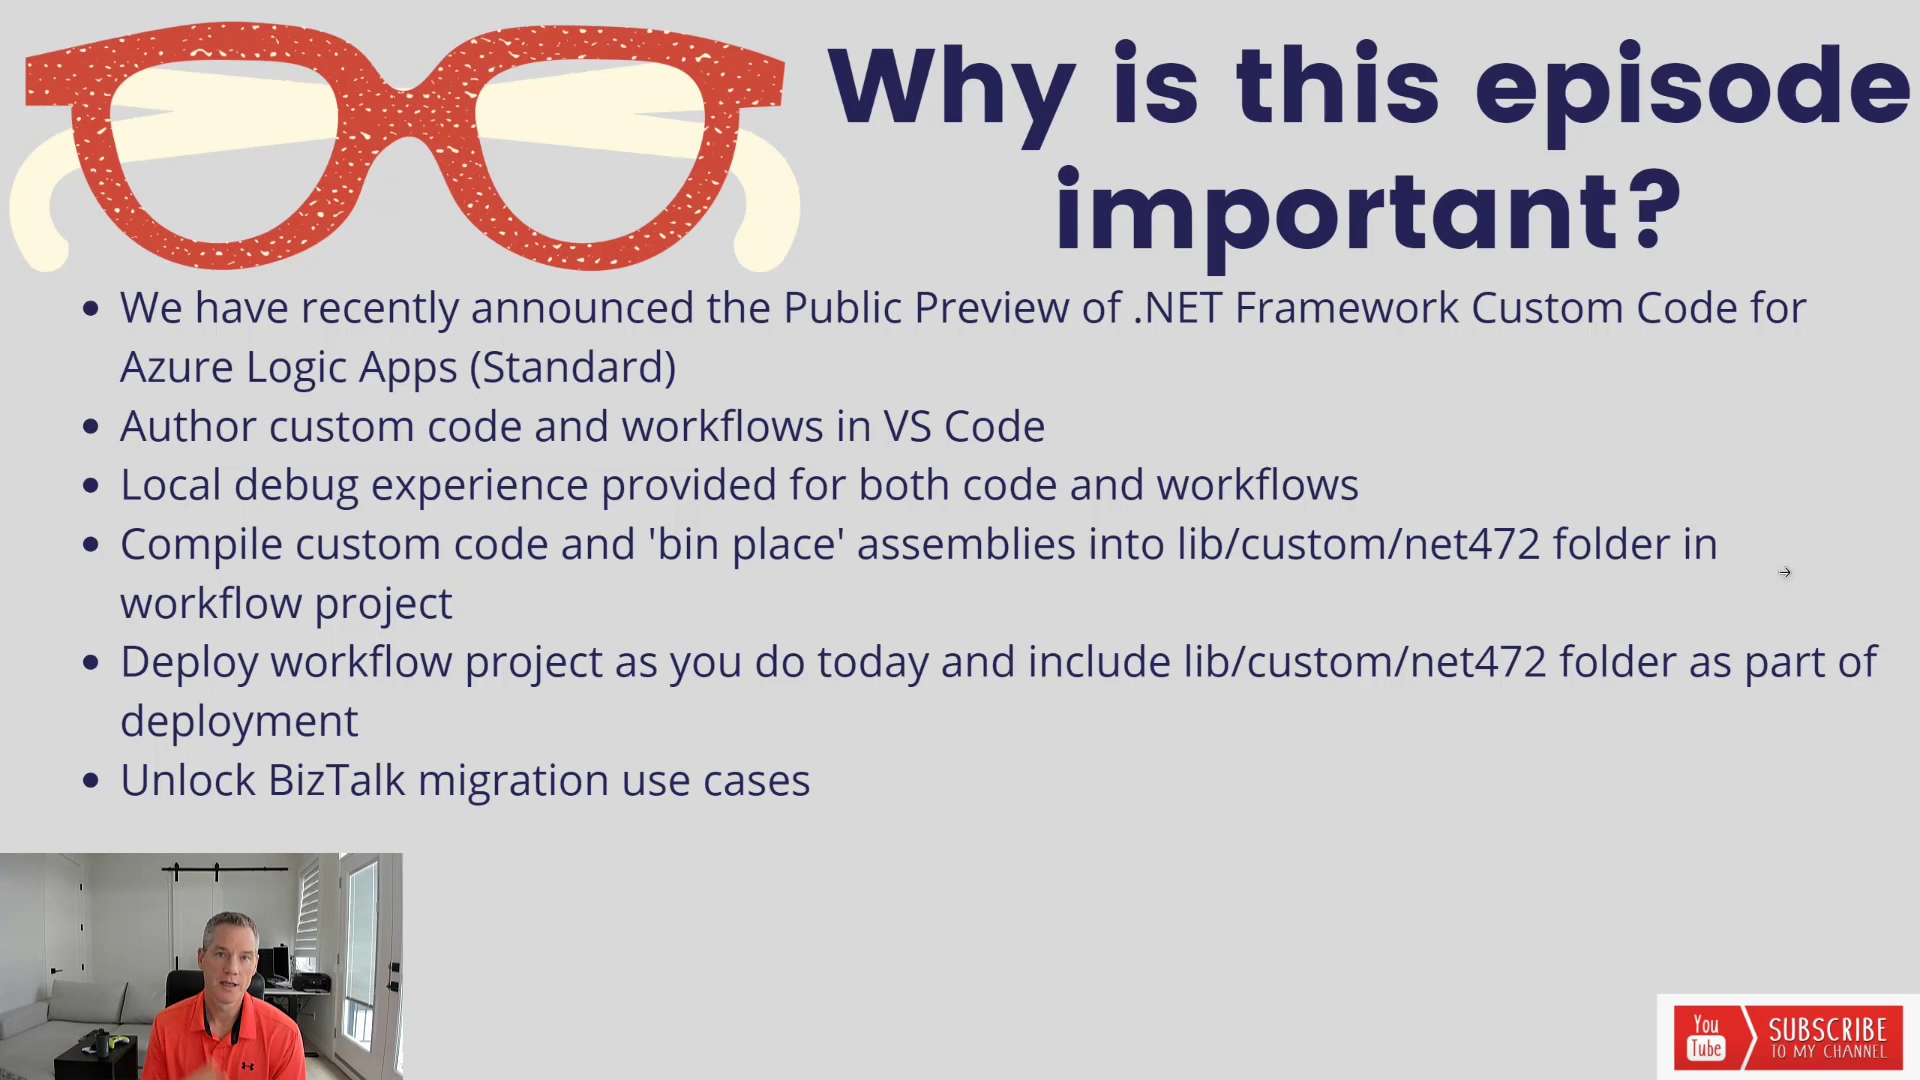 Why is this episode
important?
• We have recently announced the Public Preview of .NET Framework Custom Code for
Azure Logic Apps (Standard)
• Author custom code and workflows in VS Code
• Local debug experience provided for both code and workflows
• Compile custom code and 'bin place' assemblies into lib/custom/net472 folder in
workflow project
• Deploy workflow project as you do today and include lib/custom/net472 folder as part of
deployment
• Unlock BizTalk migration use cases
You
Tube
SUBSCRIBE
TO MY CHANNEL